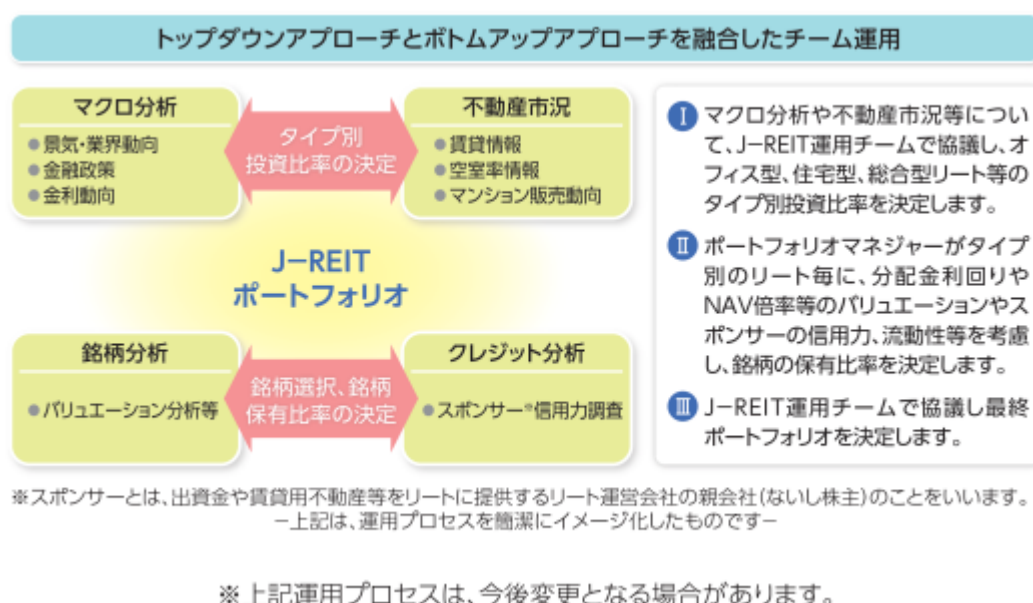 トップダウンアプローチとボトムアップアプローチを融合したチーム運用
マクロ分析
●景気・業界動向
●金融政策
●金利動向
タイプ別
投資比率の決定
不動産市況
●賃貸情報
●空室率情報
●マンション販売動向
J−REIT
ポートフォリオ
銘柄分析
●バリュエーション分析等
銘柄選択、銘柄
保有比率の決定
クレジット分析
●スポンサー※信用力調査
Ⅰ マクロ分析や不動産市況等につい
て、J−REIT運用チームで協議し、オ
フィス型、住宅型、総合型リート等の
タイプ別投資比率を決定します。
Ⅱ ポートフォリオマネジャーがタイプ
別のリート毎に、分配金利回りや
NAV倍率等のバリュエーションやス
ポンサーの信用力、流動性等を考慮
し、銘柄の保有比率を決定します。
Ⅲ J−REIT運用チームで協議し最終
ポートフォリオを決定します。
※スポンサーとは、出資金や賃貸用不動産等をリートに提供するリート運営会社の親会社(ないし株主)のことをいいます。
−上記は、運用プロセスを簡潔にイメージ化したものです−
※上記運用プロセスは、今後変更となる場合があります。